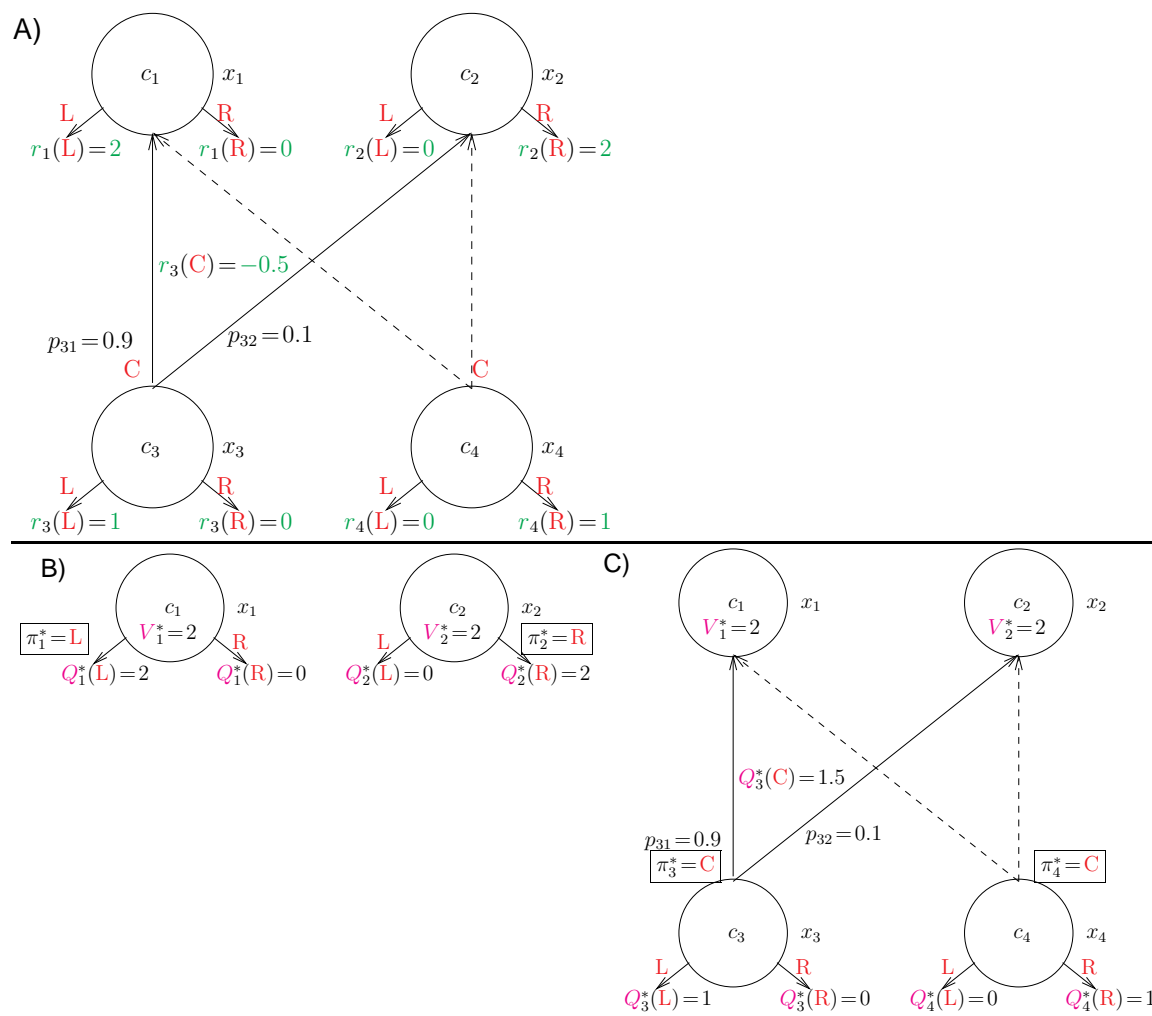 A)
c₁ x₁ c₂ x₂
L R L R
r₁(L)=2 r₁(R)=0 r₂(L)=0 r₂(R)=2
r₃(C)=−0.5
p₃₁=0.9 p₃₂=0.1
C C
c₃ x₃ c₄ x₄
L R L R
r₃(L)=1 r₃(R)=0 r₄(L)=0 r₄(R)=1
B)
c₁ x₁ c₂ x₂
π₁*=L V₁*=2 R L V₂*=2 π₂*=R
Q₁*(L)=2 Q₁*(R)=0 Q₂*(L)=0 Q₂*(R)=2
C)
c₁ x₁ c₂ x₂
V₁*=2 V₂*=2
Q₃*(C)=1.5
p₃₁=0.9 p₃₂=0.1
π₃*=C π₄*=C
c₃ x₃ c₄ x₄
L R L R
Q₃*(L)=1 Q₃*(R)=0 Q₄*(L)=0 Q₄*(R)=1